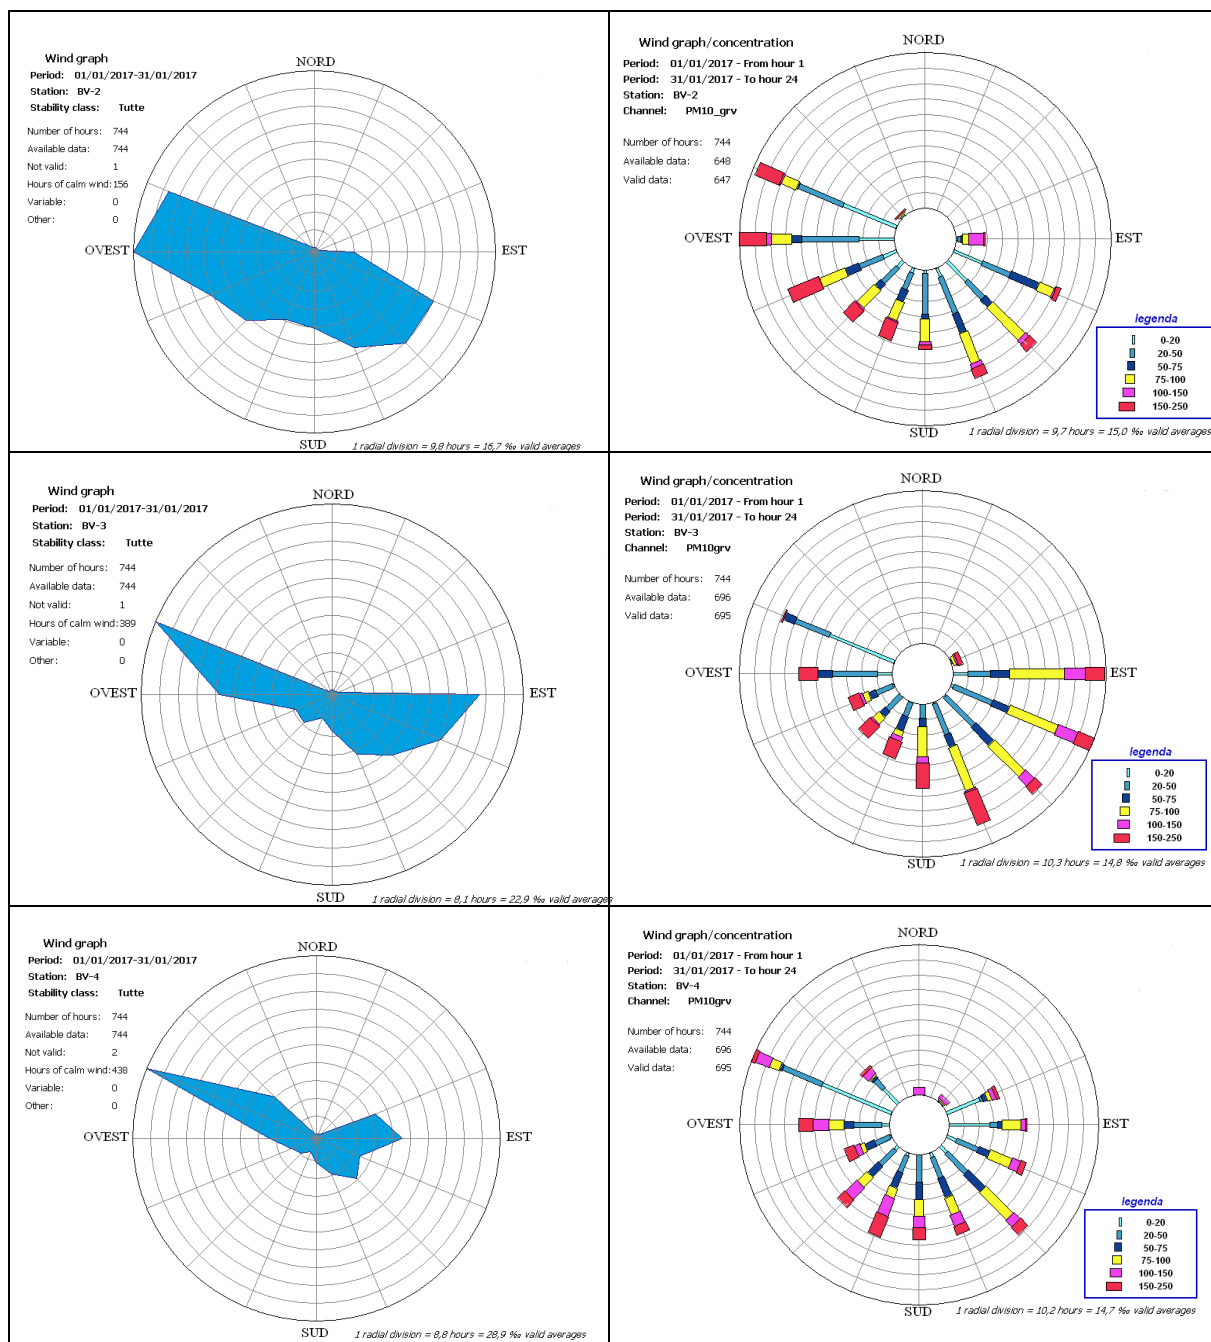 Wind graph
Period: 01/01/2017-31/01/2017
Station: BV-2
Stability class: Tutte
Number of hours: 744
Available data: 744
Not valid: 1
Hours of calm wind: 156
Variable: 0
Other: 0
NORD
OVEST
EST
SUD
1 radial division = 9,8 hours = 16,7 ‰ valid averages
Wind graph/concentration
Period: 01/01/2017 - From hour 1
Period: 31/01/2017 - To hour 24
Station: BV-2
Channel: PM10_grv
Number of hours: 744
Available data: 648
Valid data: 647
NORD
OVEST
EST
SUD
legenda
0-20
20-50
50-75
75-100
100-150
150-250
1 radial division = 9,7 hours = 15,0 ‰ valid averages
Wind graph
Period: 01/01/2017-31/01/2017
Station: BV-3
Stability class: Tutte
Number of hours: 744
Available data: 744
Not valid: 1
Hours of calm wind: 389
Variable: 0
Other: 0
NORD
OVEST
EST
SUD
1 radial division = 8,1 hours = 22,9 ‰ valid averages
Wind graph/concentration
Period: 01/01/2017 - From hour 1
Period: 31/01/2017 - To hour 24
Station: BV-3
Channel: PM10grv
Number of hours: 744
Available data: 696
Valid data: 695
NORD
OVEST
EST
SUD
legenda
0-20
20-50
50-75
75-100
100-150
150-250
1 radial division = 10,3 hours = 14,8 ‰ valid averages
Wind graph
Period: 01/01/2017-31/01/2017
Station: BV-4
Stability class: Tutte
Number of hours: 744
Available data: 744
Not valid: 2
Hours of calm wind: 438
Variable: 0
Other: 0
NORD
OVEST
EST
SUD
1 radial division = 8,8 hours = 28,9 ‰ valid averages
Wind graph/concentration
Period: 01/01/2017 - From hour 1
Period: 31/01/2017 - To hour 24
Station: BV-4
Channel: PM10grv
Number of hours: 744
Available data: 696
Valid data: 695
NORD
OVEST
EST
SUD
legenda
0-20
20-50
50-75
75-100
100-150
150-250
1 radial division = 10,2 hours = 14,7 ‰ valid averages